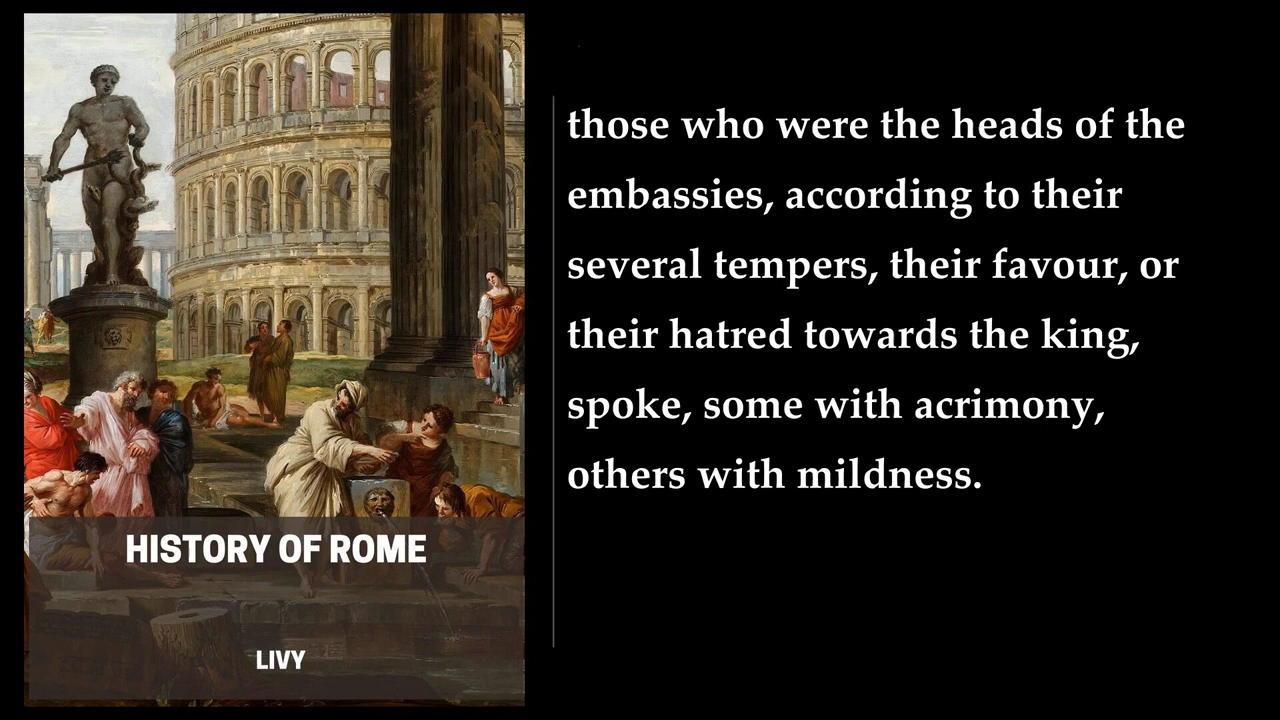 HISTORY OF ROME
LIVY
those who were the heads of the
embassies, according to their
several tempers, their favour, or
their hatred towards the king,
spoke, some with acrimony,
others with mildness.